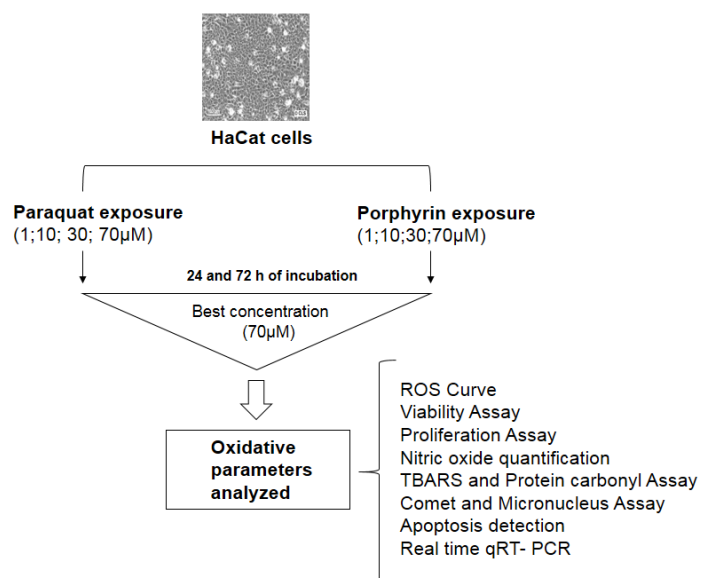 HaCat cells
Paraquat exposure
(1;10; 30; 70µM)
Porphyrin exposure
(1;10;30;70µM)
24 and 72 h of incubation
Best concentration
(70µM)
Oxidative
parameters
analyzed
ROS Curve
Viability Assay
Proliferation Assay
Nitric oxide quantification
TBARS and Protein carbonyl Assay
Comet and Micronucleus Assay
Apoptosis detection
Real time qRT- PCR